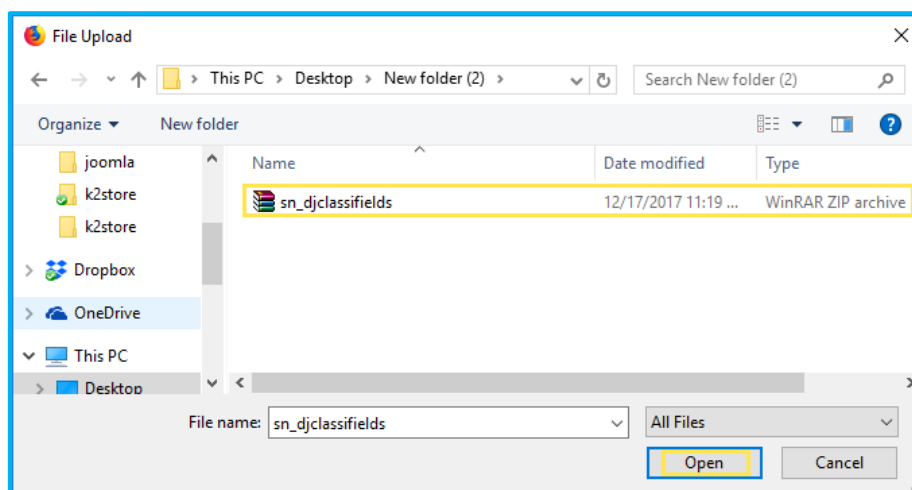 File Upload
This PC > Desktop > New folder (2) >
Search New folder (2)
Organize
New folder
Name
Date modified
Type
joomla
k2store
k2store
Dropbox
OneDrive
This PC
Desktop
sn_djclassifields
12/17/2017 11:19 ...
WinRAR ZIP archive
File name:
sn_djclassifields
All Files
Open
Cancel